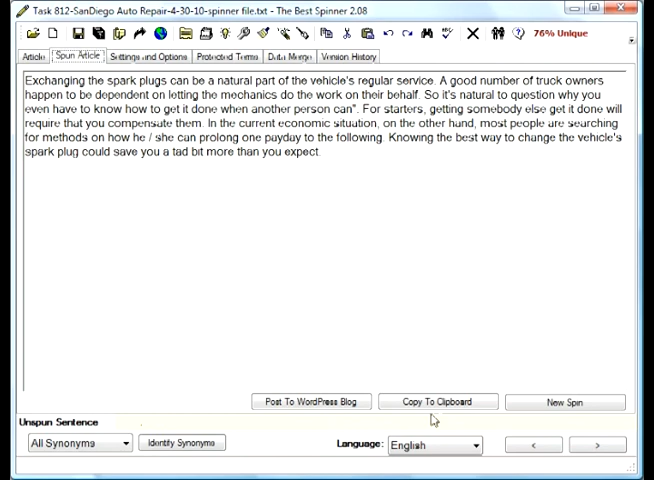 Task 812-SanDiego Auto Repair-4-30-10-spinner file.txt - The Best Spinner 2.08
76% Unique
Article Spun Article Settings and Options Protected Terms Data Merge Version History
Exchanging the spark plugs can be a natural part of the vehicle's regular service. A good number of truck owners
happen to be dependent on letting the mechanics do the work on their behalf. So it's natural to question why you
even have to know how to get it done when another person can". For starters, getting somebody else get it done will
require that you compensate them. In the current economic situation, on the other hand, most people are searching
for methods on how he / she can prolong one payday to the following. Knowing the best way to change the vehicle's
spark plug could save you a tad bit more than you expect.
Post To WordPress Blog Copy To Clipboard New Spin
Unspun Sentence
All Synonyms Identify Synonyms Language: English < >